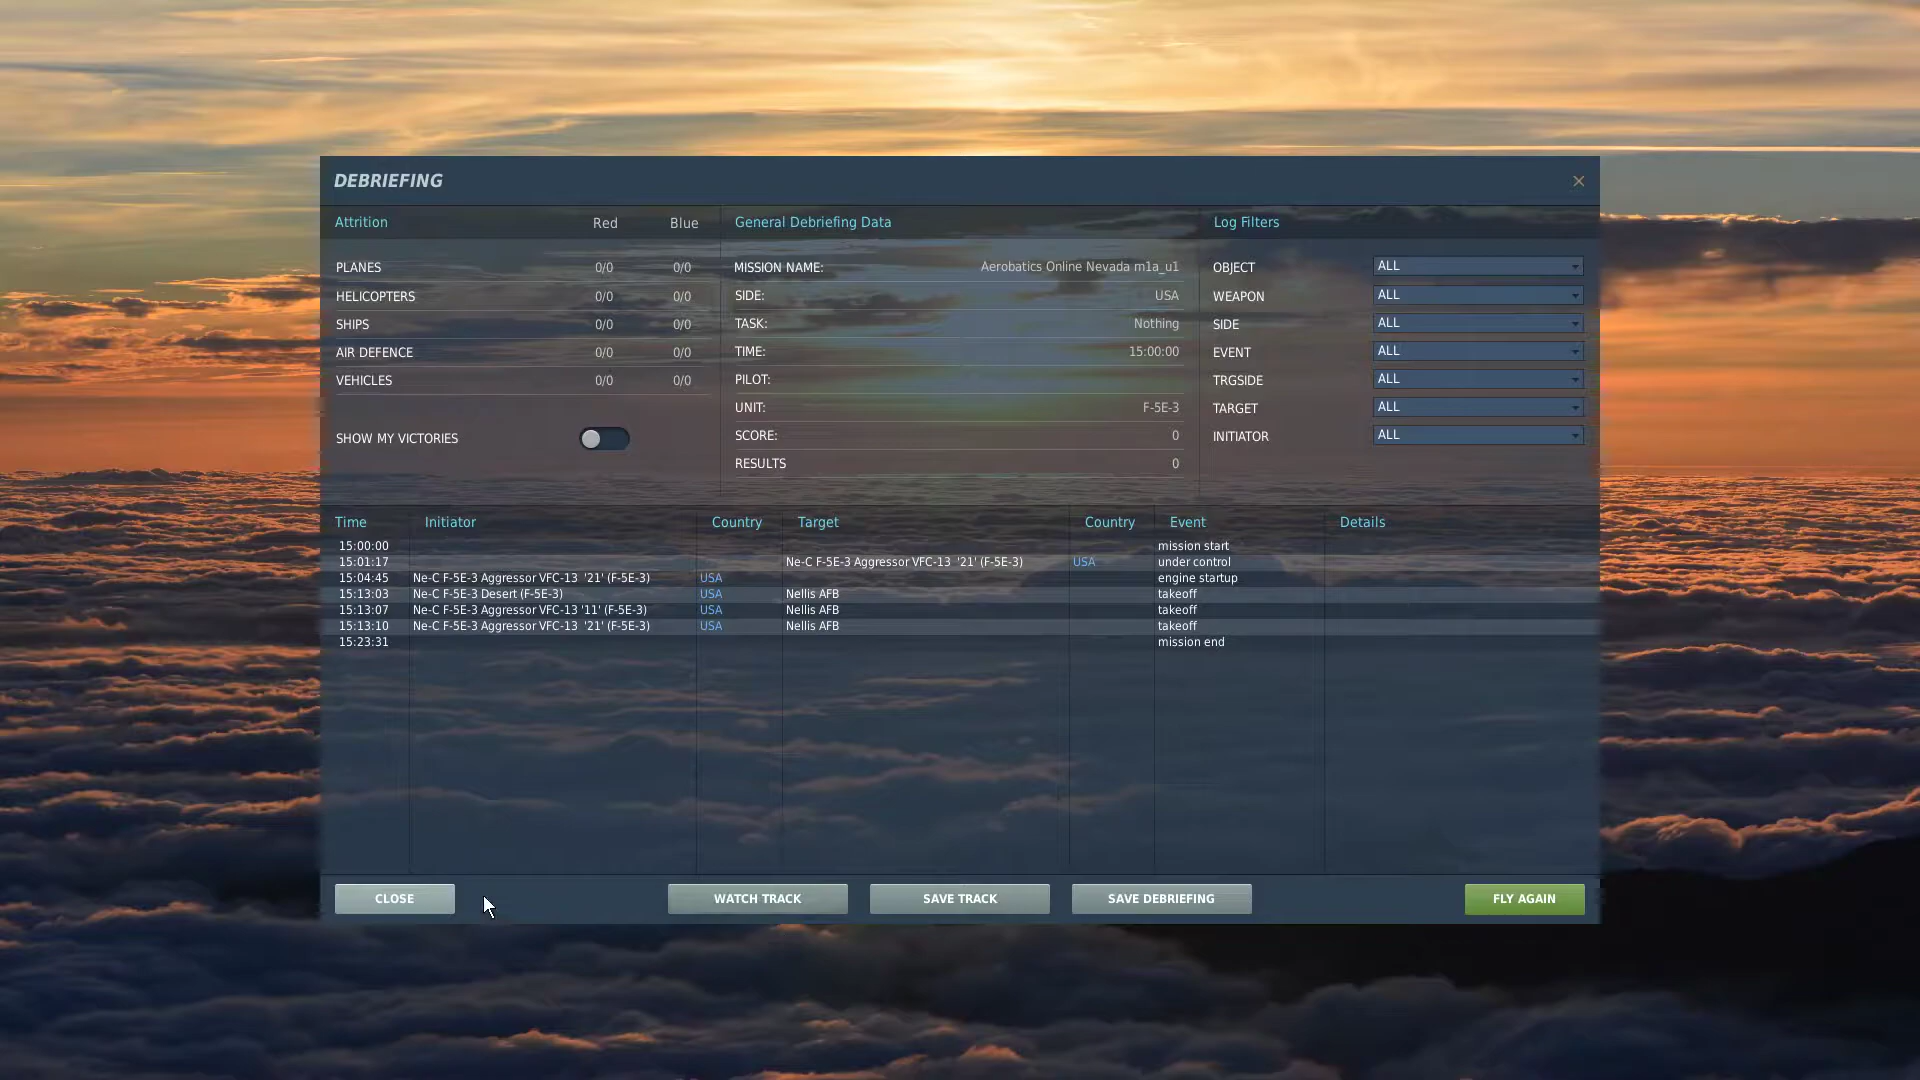 DEBRIEFING
Attrition Red Blue
PLANES 0/0 0/0
HELICOPTERS 0/0 0/0
SHIPS 0/0 0/0
AIR DEFENCE 0/0 0/0
VEHICLES 0/0 0/0
SHOW MY VICTORIES
General Debriefing Data
MISSION NAME: Aerobatics Online Nevada m1a_u1
SIDE: USA
TASK: Nothing
TIME: 15:00:00
PILOT:
UNIT: F-5E-3
SCORE: 0
RESULTS 0
Log Filters
OBJECT ALL
WEAPON ALL
SIDE ALL
EVENT ALL
TRGSIDE ALL
TARGET ALL
INITIATOR ALL
Time Initiator Country Target Country Event Details
15:00:00 mission start
15:01:17 Ne-C F-5E-3 Aggressor VFC-13 '21' (F-5E-3) USA under control
15:04:45 Ne-C F-5E-3 Aggressor VFC-13 '21' (F-5E-3) USA engine startup
15:13:03 Ne-C F-5E-3 Desert (F-5E-3) USA Nellis AFB takeoff
15:13:07 Ne-C F-5E-3 Aggressor VFC-13 '11' (F-5E-3) USA Nellis AFB takeoff
15:13:10 Ne-C F-5E-3 Aggressor VFC-13 '21' (F-5E-3) USA Nellis AFB takeoff
15:23:31 mission end
CLOSE WATCH TRACK SAVE TRACK SAVE DEBRIEFING FLY AGAIN